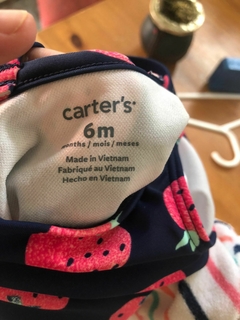 carter's
6m
months / mois / meses
Made in Vietnam
Fabriqué au Vietnam
Hecho en Vietnam